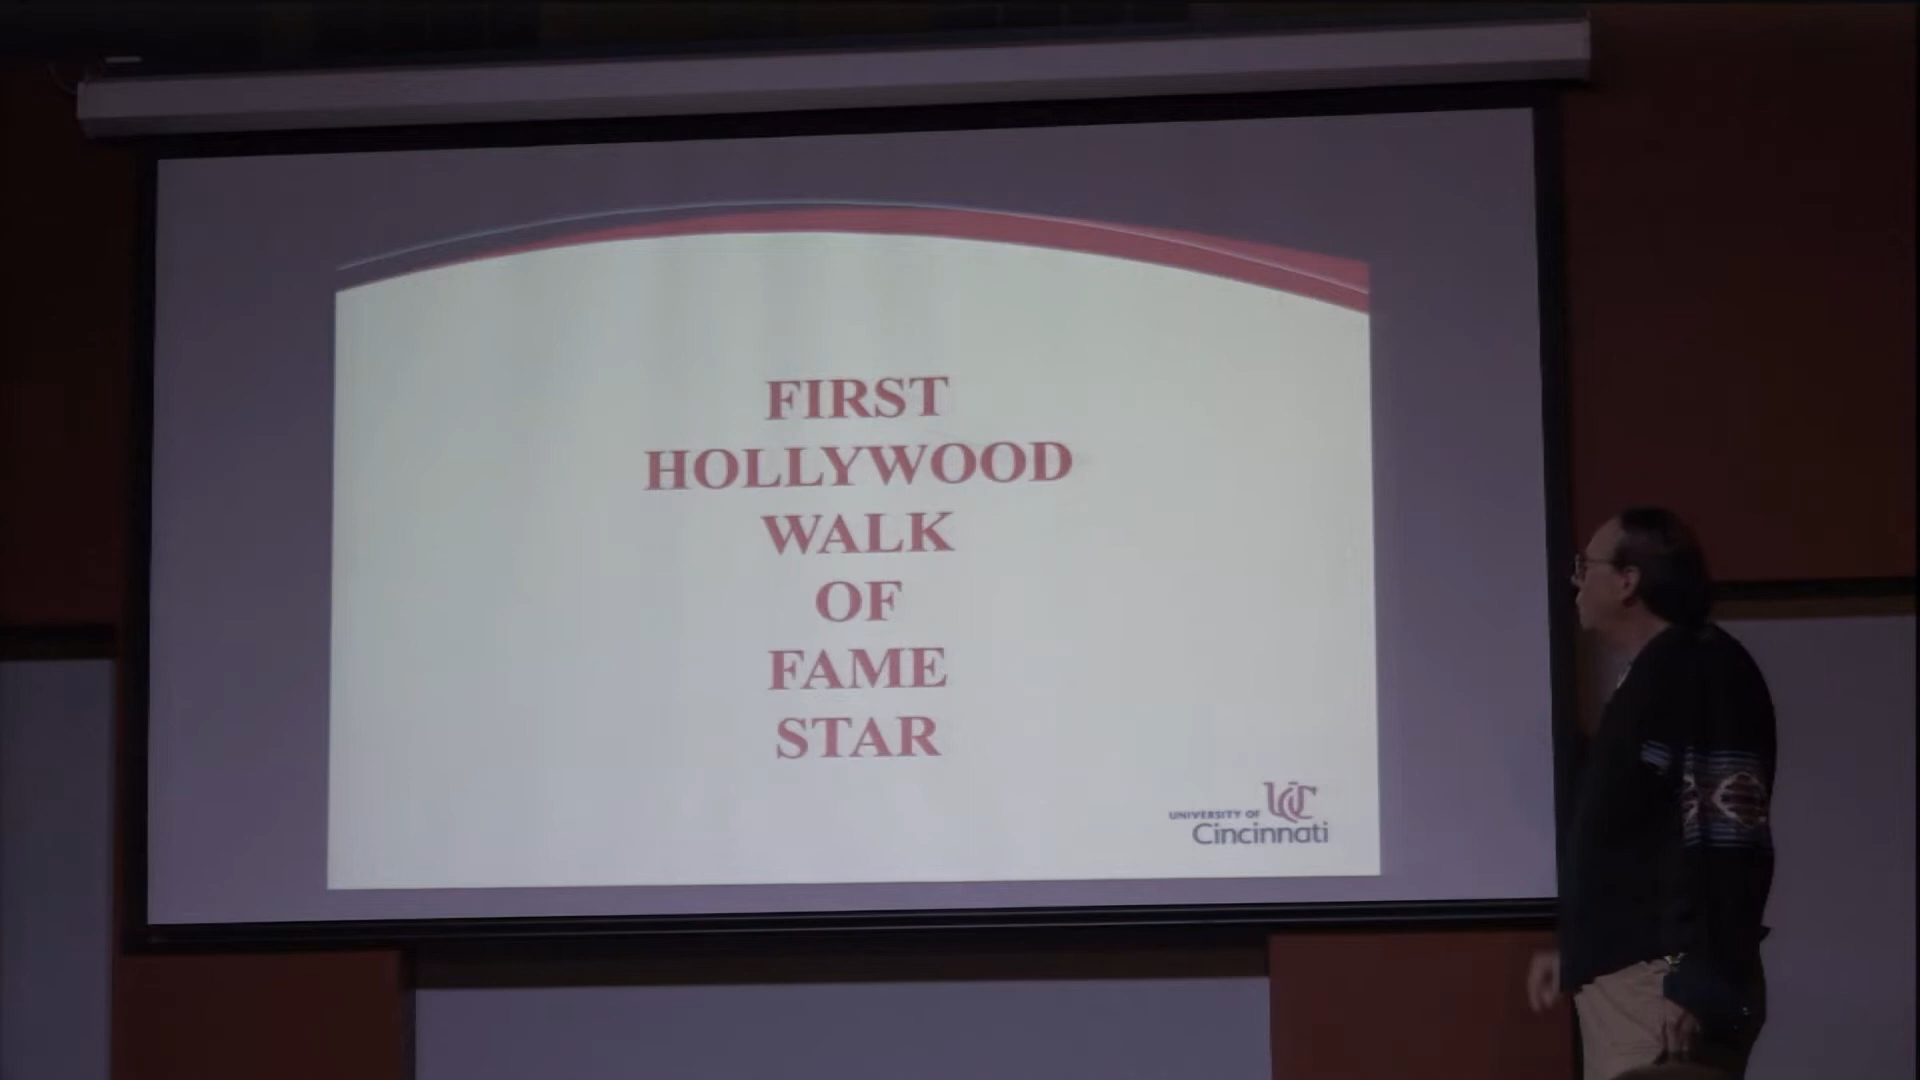 FIRST
HOLLYWOOD
WALK
OF
FAME
STAR
UC
UNIVERSITY OF
Cincinnati